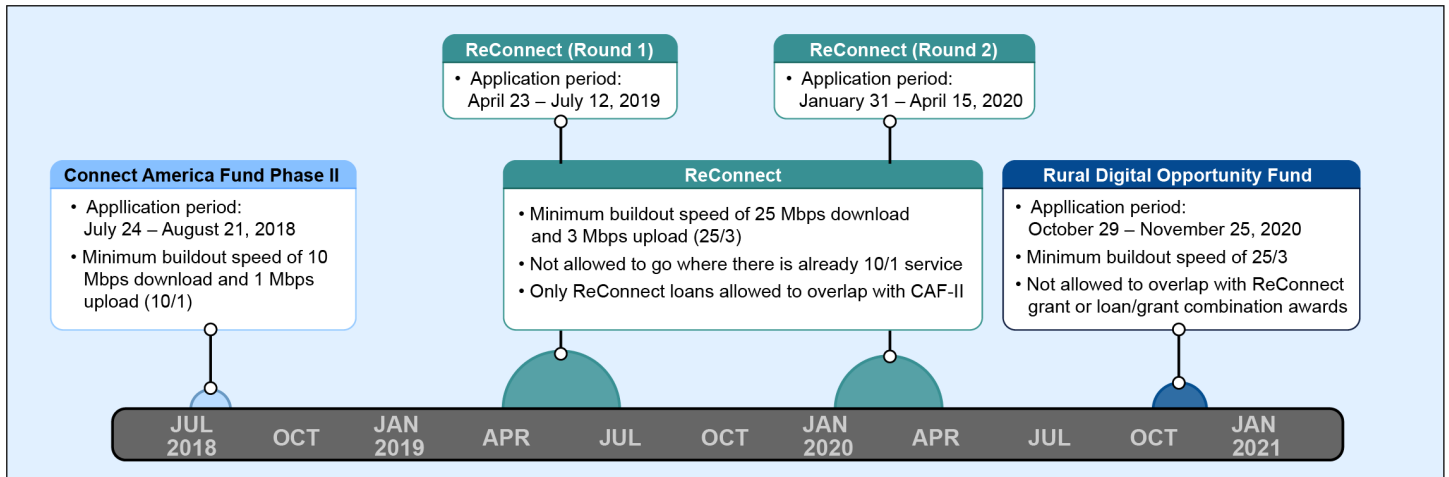 ReConnect (Round 1)
• Application period:
April 23 – July 12, 2019
ReConnect (Round 2)
• Application period:
January 31 – April 15, 2020
Connect America Fund Phase II
• Appllication period:
July 24 – August 21, 2018
• Minimum buildout speed of 10
Mbps download and 1 Mbps
upload (10/1)
ReConnect
• Minimum buildout speed of 25 Mbps download
and 3 Mbps upload (25/3)
• Not allowed to go where there is already 10/1 service
• Only ReConnect loans allowed to overlap with CAF-II
Rural Digital Opportunity Fund
• Appllication period:
October 29 – November 25, 2020
• Minimum buildout speed of 25/3
• Not allowed to overlap with ReConnect
grant or loan/grant combination awards
JUL
2018
OCT
JAN
2019
APR
JUL
OCT
JAN
2020
APR
JUL
OCT
JAN
2021